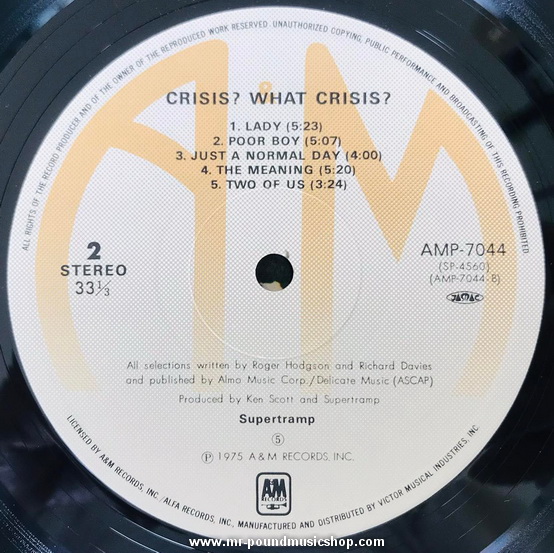 ALL RIGHTS OF THE RECORD PRODUCER AND OF THE OWNER OF THE REPRODUCED WORK RESERVED. UNAUTHORIZED COPYING, PUBLIC PERFORMANCE AND BROADCASTING OF THIS RECORDING PROHIBITED
CRISIS? WHAT CRISIS?
1. LADY (5:23)
2. POOR BOY (5:07)
3. JUST A NORMAL DAY (4:00)
4. THE MEANING (5:20)
5. TWO OF US (3:24)
2
STEREO
33⅓
AMP-7044
(SP-4560)
(AMP-7044-B)
JASRAC
All selections written by Roger Hodgson and Richard Davies
and published by Almo Music Corp./Delicate Music (ASCAP)
Produced by Ken Scott and Supertramp
Supertramp
⑤
Ⓟ 1975 A&M RECORDS, INC.
A&M
RECORDS
LICENSED BY A&M RECORDS, INC./ALFA RECORDS, INC., MANUFACTURED AND DISTRIBUTED BY VICTOR MUSICAL INDUSTRIES, INC.
www.mr-poundmusicshop.com